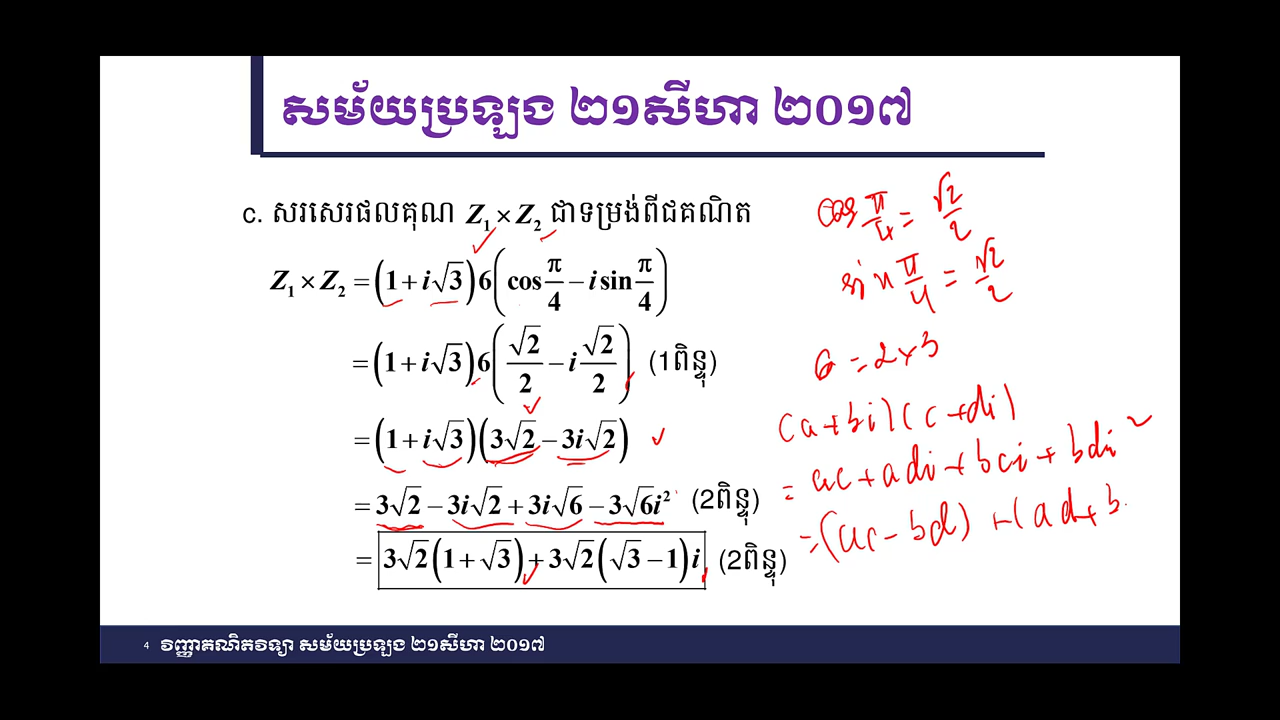 សម័យប្រឡង ២១សីហា ២០១៧
c. សរសេរផលគុណ Z₁ × Z₂ ជាទម្រង់ពីជគណិត
Z₁ × Z₂ = (1 + i√3)6(cos π/4 − i sin π/4)
= (1 + i√3)6(√2/2 − i √2/2) (1ពិន្ទុ)
= (1 + i√3)(3√2 − 3i√2)
= 3√2 − 3i√2 + 3i√6 − 3√6i² (2ពិន្ទុ)
= 3√2(1 + √3) + 3√2(√3 − 1)i (2ពិន្ទុ)
cos π/4 = √2/2
sin π/4 = √2/2
6 = 2×3
(a+bi)(c+di)
= ac+adi+bci+bdi²
=(ac−bd)+(ad+b
4 វិញ្ញាគណិតវិទ្យា សម័យប្រឡង ២១សីហា ២០១៧